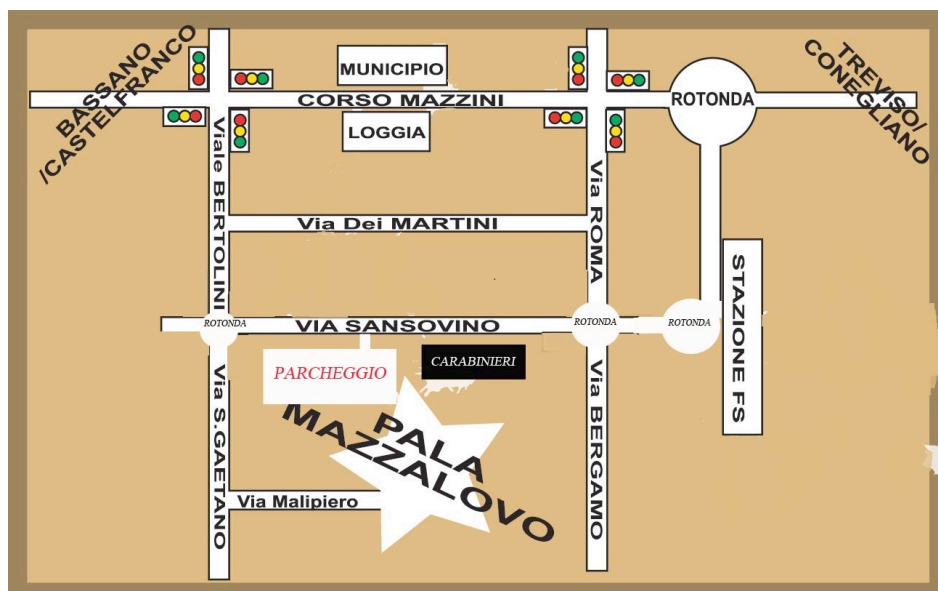 BASSANO
/CASTELFRANCO
MUNICIPIO
CORSO MAZZINI
LOGGIA
ROTONDA
TREVISO/
CONEGLIANO
Viale BERTOLINI
Via Dei MARTINI
Via ROMA
STAZIONE FS
ROTONDA
VIA SANSOVINO
ROTONDA
ROTONDA
PARCHEGGIO
CARABINIERI
PALA
MAZZALOVO
Via S.GAETANO
Via Malipiero
Via BERGAMO